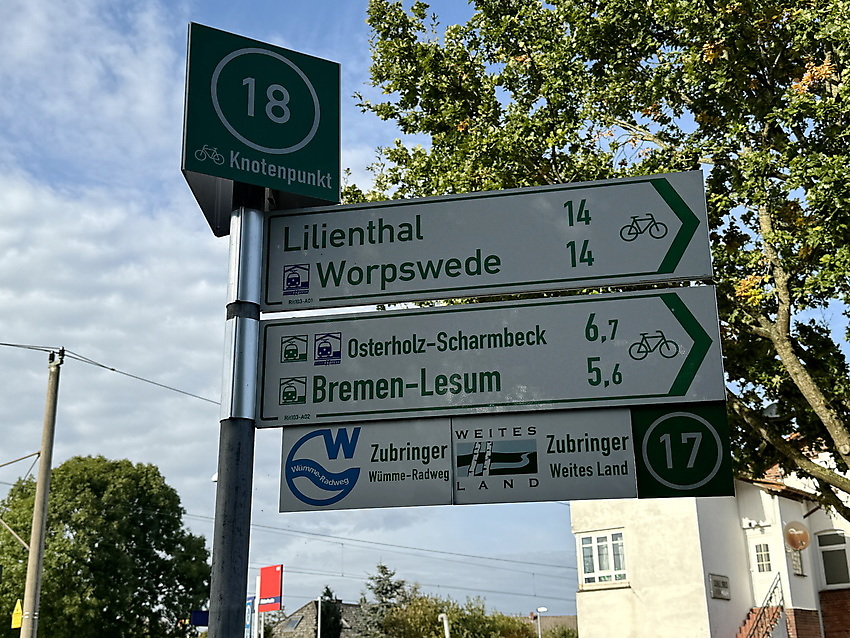 18
Knotenpunkt
Lilienthal 14
Worpswede 14
Osterholz-Scharmbeck 6,7
Bremen-Lesum 5,6
W
Wümme-Radweg
Zubringer
Wümme-Radweg
WEITES
LAND
Zubringer
Weites Land
17